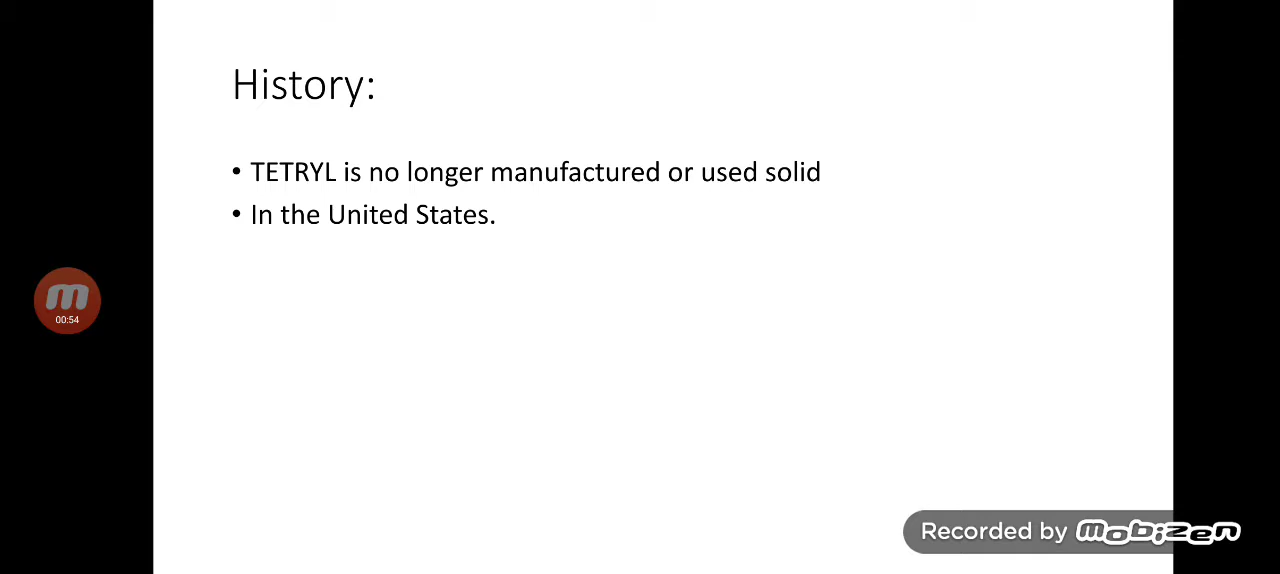 History:
• TETRYL is no longer manufactured or used solid
• In the United States.
m
00:54
Recorded by mobizen